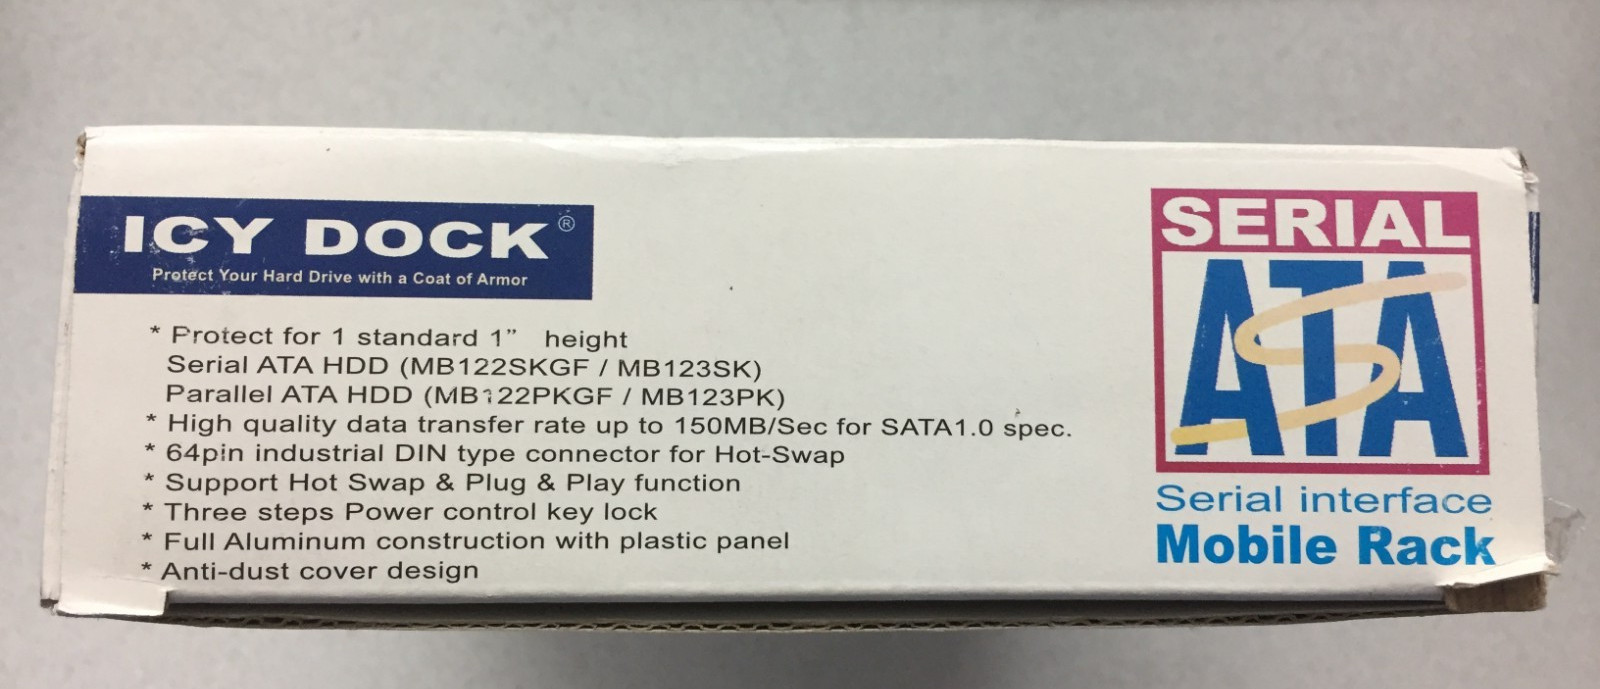 ICY DOCK®
Protect Your Hard Drive with a Coat of Armor
* Protect for 1 standard 1” height
Serial ATA HDD (MB122SKGF / MB123SK)
Parallel ATA HDD (MB122PKGF / MB123PK)
* High quality data transfer rate up to 150MB/Sec for SATA1.0 spec.
* 64pin industrial DIN type connector for Hot-Swap
* Support Hot Swap & Plug & Play function
* Three steps Power control key lock
* Full Aluminum construction with plastic panel
* Anti-dust cover design
SERIAL
ATA
Serial interface
Mobile Rack